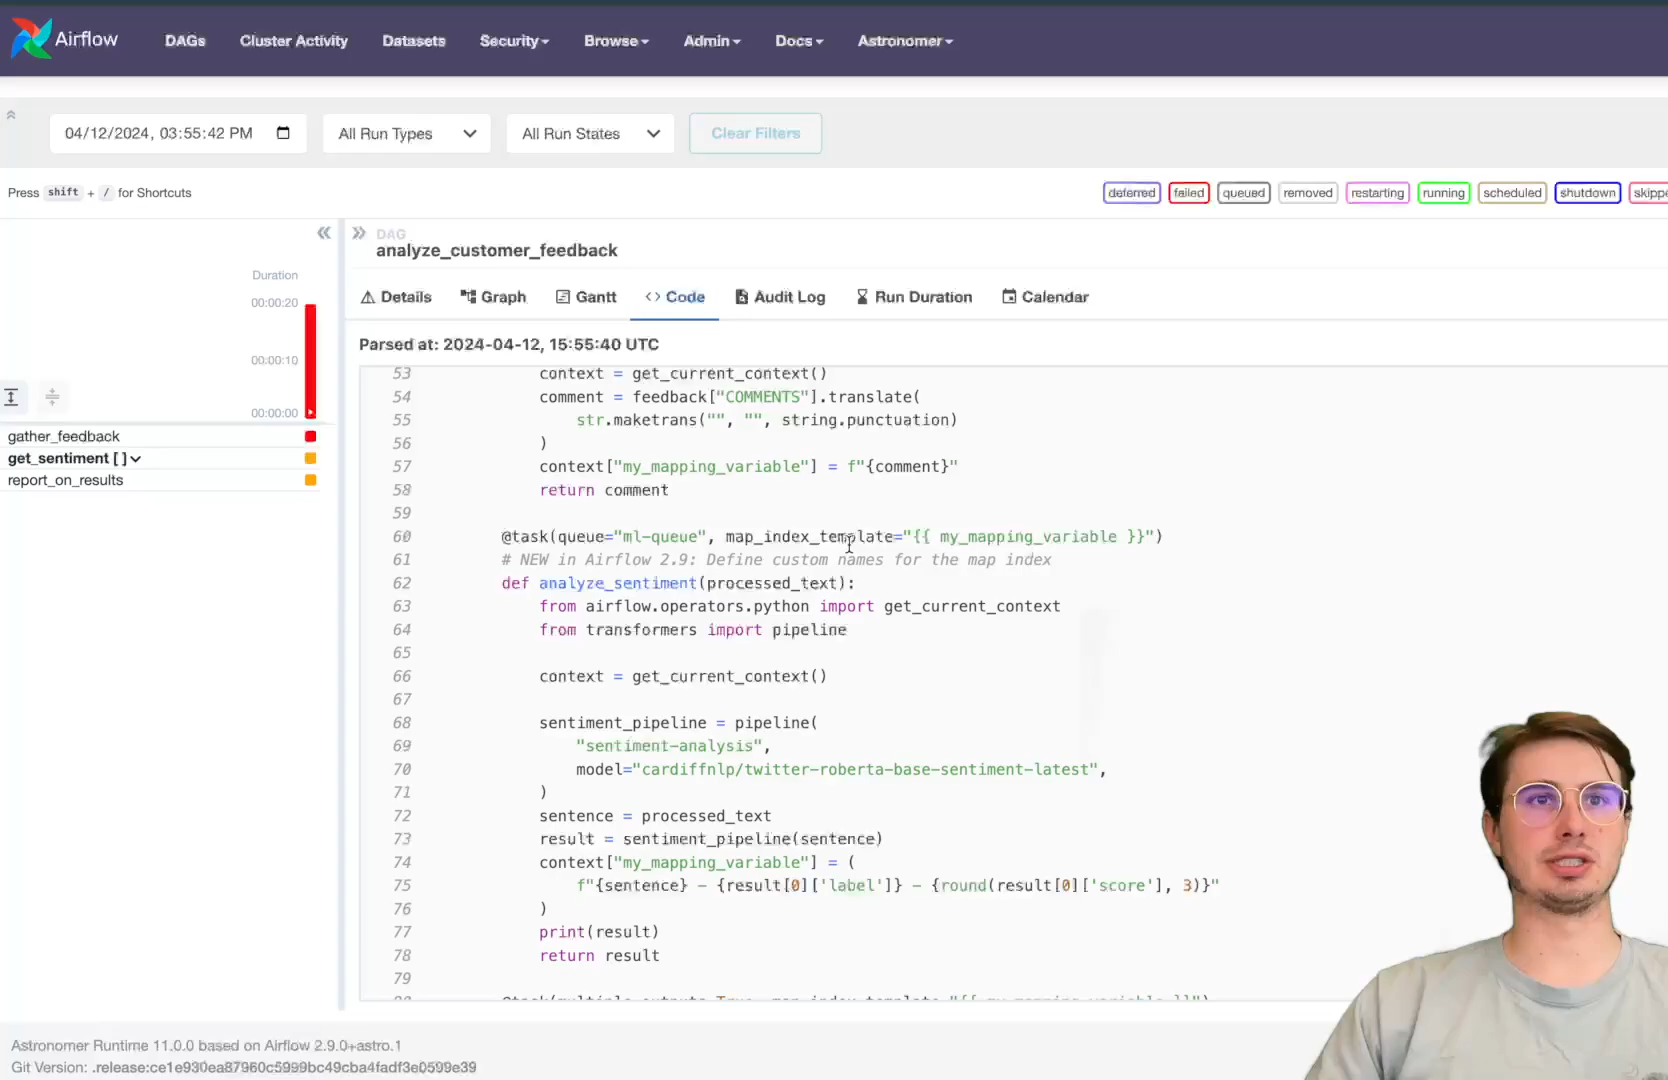 Airflow DAGs Cluster Activity Datasets Security Browse Admin Docs Astronomer
04/12/2024, 03:55:42 PM All Run Types All Run States Clear Filters
Press shift + / for Shortcuts
deferred failed queued removed restarting running scheduled shutdown skippe
DAG
analyze_customer_feedback
Duration
00:00:20
00:00:10
00:00:00
gather_feedback
get_sentiment [ ]
report_on_results
Details Graph Gantt <> Code Audit Log Run Duration Calendar
Parsed at: 2024-04-12, 15:55:40 UTC
53 context = get_current_context()
54 comment = feedback["COMMENTS"].translate(
55 str.maketrans("", "", string.punctuation)
56 )
57 context["my_mapping_variable"] = f"{comment}"
58 return comment
59
60 @task(queue="ml-queue", map_index_template="{{ my_mapping_variable }}")
61 # NEW in Airflow 2.9: Define custom names for the map index
62 def analyze_sentiment(processed_text):
63 from airflow.operators.python import get_current_context
64 from transformers import pipeline
65
66 context = get_current_context()
67
68 sentiment_pipeline = pipeline(
69 "sentiment-analysis",
70 model="cardiffnlp/twitter-roberta-base-sentiment-latest",
71 )
72 sentence = processed_text
73 result = sentiment_pipeline(sentence)
74 context["my_mapping_variable"] = (
75 f"{sentence} - {result[0]['label']} - {round(result[0]['score'], 3)}"
76 )
77 print(result)
78 return result
79
Astronomer Runtime 11.0.0 based on Airflow 2.9.0+astro.1
Git Version: .release: